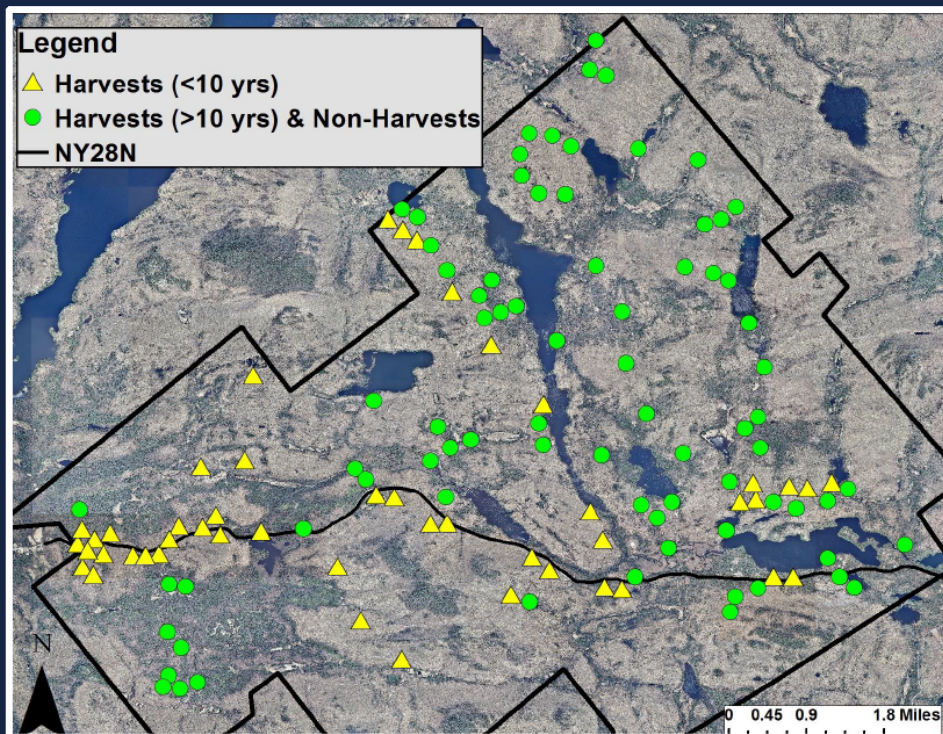 Legend
Harvests (<10 yrs)
Harvests (>10 yrs) & Non-Harvests
NY28N
N
0 0.45 0.9 1.8 Miles